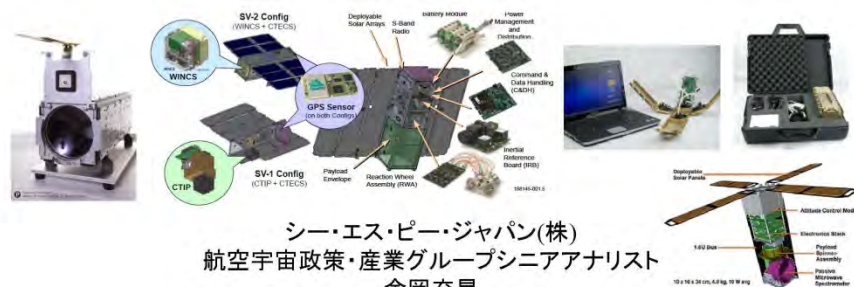 SV-2 Config
(WINCS + CTECS)
WINCS
GPS Sensor
(on both Configs)
CTIP
SV-1 Config
(CTIP + CTECS)
Deployable
Solar Arrays
S-Band
Radio
Battery Module
Power
Management
and
Distribution
Command &
Data Handling
(C&DH)
Inertial
Reference
Board (IRB)
Reaction Wheel
Assembly (RWA)
Payload
Envelope
Deployable
Solar Panels
Electronics Stack
1.5U Bus
Payload
Spinner
Assembly
Passive
Microwave
Spectrometer
シー・エス・ピー・ジャパン(株)
航空宇宙政策・産業グループシニアアナリスト